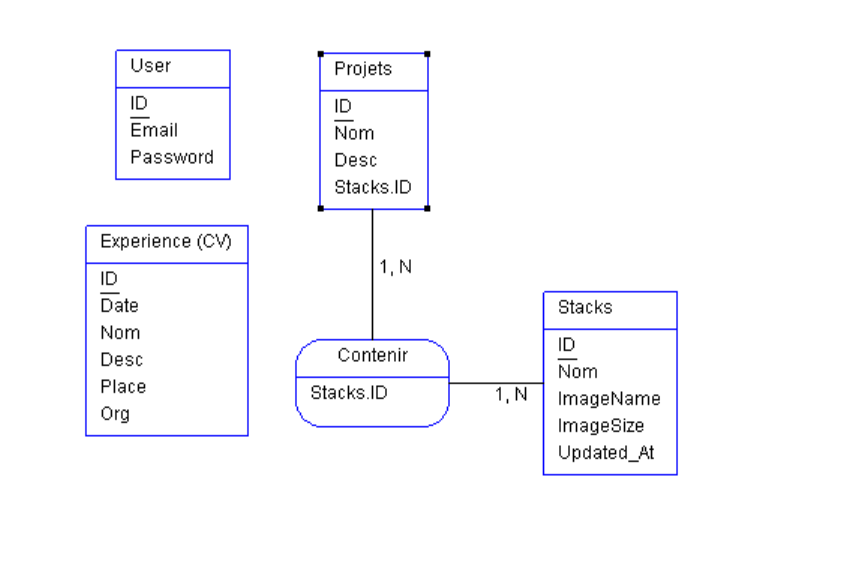 User
ID
Email
Password
Projets
ID
Nom
Desc
Stacks.ID
Experience (CV)
ID
Date
Nom
Desc
Place
Org
1, N
Contenir
Stacks.ID
1, N
Stacks
ID
Nom
ImageName
ImageSize
Updated_At